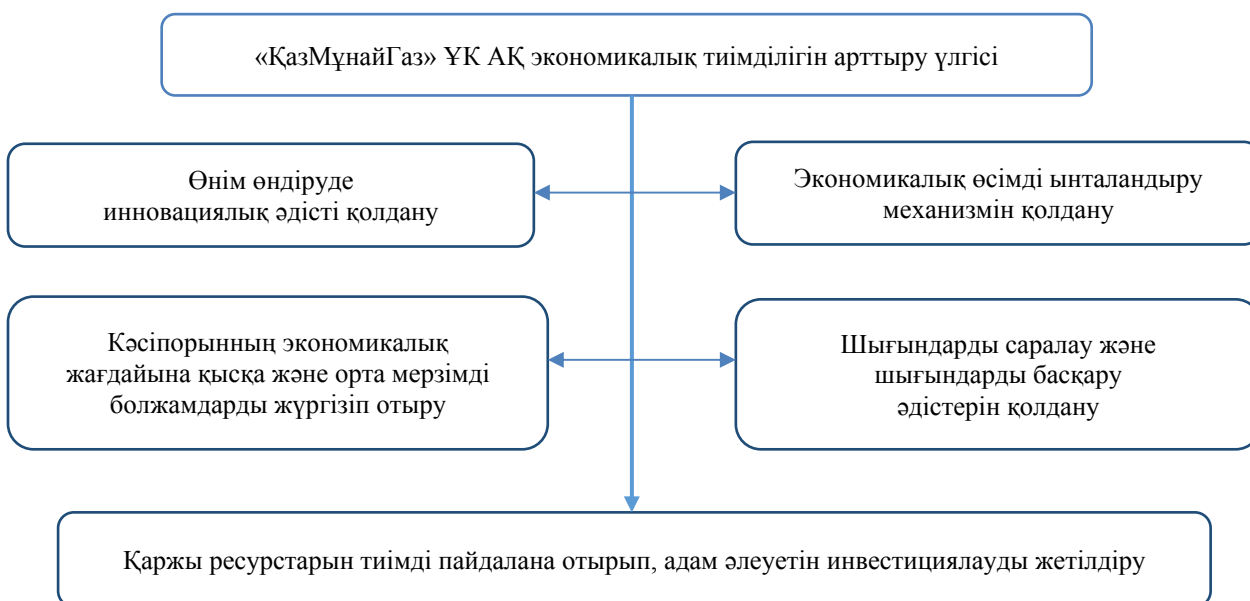 «ҚазМұнайГаз» ҰК АҚ экономикалық тиімділігін арттыру үлгісі
Өнім өндіруде
инновациялық әдісті қолдану
Экономикалық өсімді ынталандыру
механизмін қолдану
Кәсіпорынның экономикалық
жағдайына қысқа және орта мерзімді
болжамдарды жүргізіп отыру
Шығындарды саралау және
шығындарды басқару
әдістерін қолдану
Қаржы ресурстарын тиімді пайдалана отырып, адам әлеуетін инвестициялауды жетілдіру